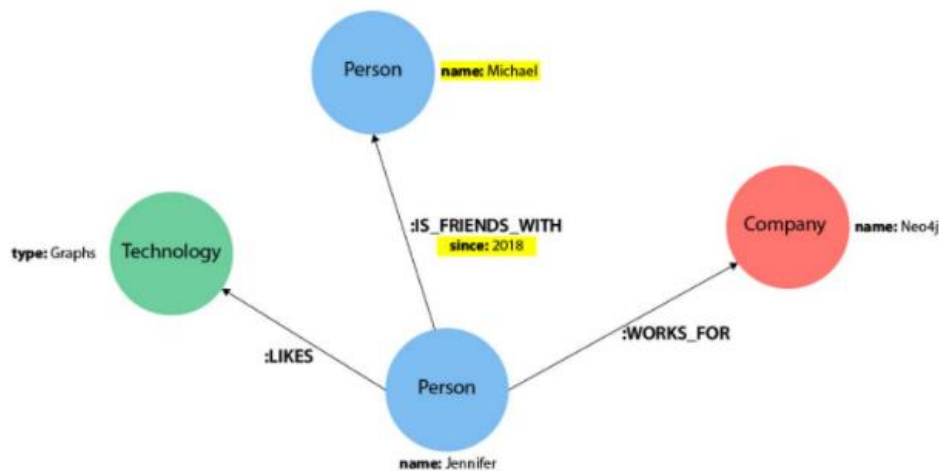 Person
name: Michael
:IS_FRIENDS_WITH
since: 2018
Company
name: Neo4j
type: Graphs
Technology
:LIKES
:WORKS_FOR
Person
name: Jennifer